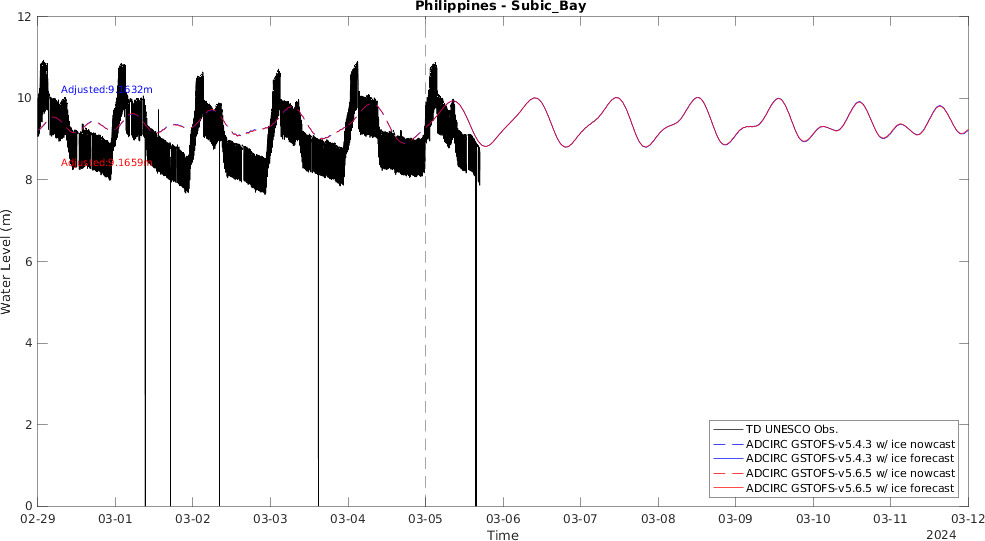 Philippines - Subic_Bay
12
10
8
6
4
2
0
Water Level (m)
Adjusted:9.1632m
Adjusted:9.1659m
TD UNESCO Obs.
ADCIRC GSTOFS-v5.4.3 w/ ice nowcast
ADCIRC GSTOFS-v5.4.3 w/ ice forecast
ADCIRC GSTOFS-v5.6.5 w/ ice nowcast
ADCIRC GSTOFS-v5.6.5 w/ ice forecast
02-29 03-01 03-02 03-03 03-04 03-05 03-06 03-07 03-08 03-09 03-10 03-11 03-12
Time
2024